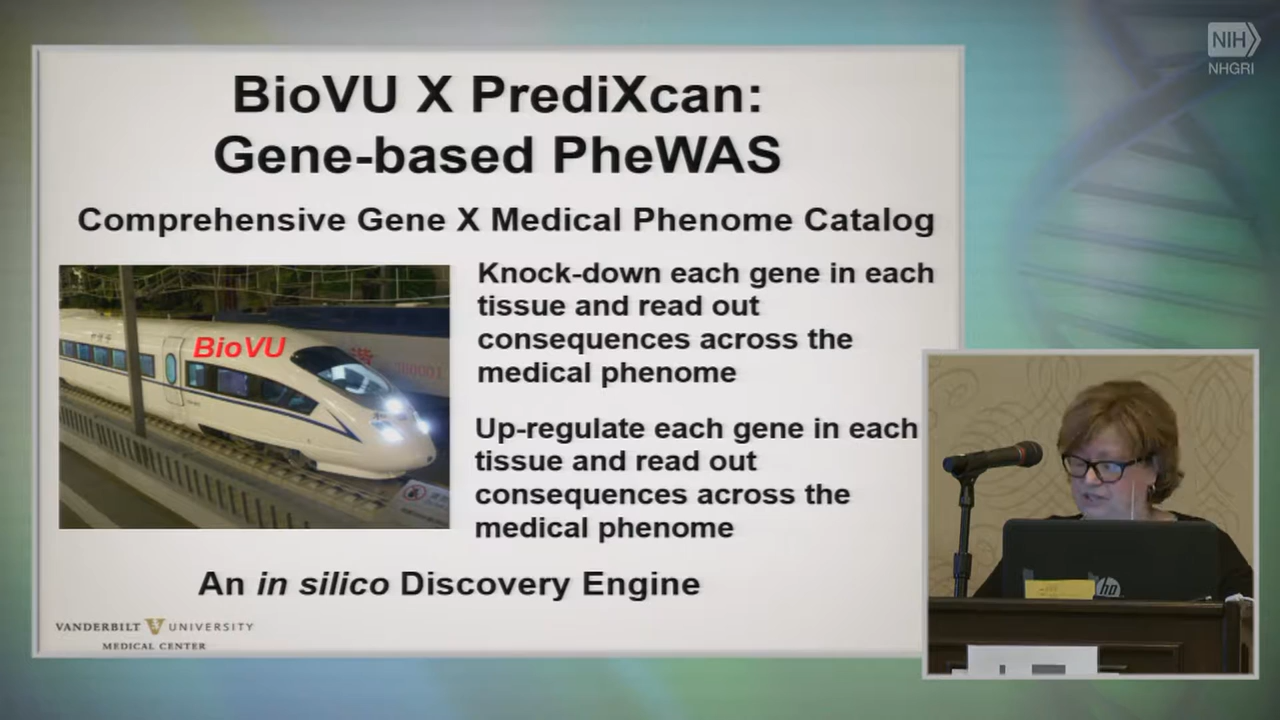 NIH
NHGRI
BioVU X PrediXcan:
Gene-based PheWAS
Comprehensive Gene X Medical Phenome Catalog
BioVU
Knock-down each gene in each
tissue and read out
consequences across the
medical phenome
Up-regulate each gene in each
tissue and read out
consequences across the
medical phenome
An in silico Discovery Engine
VANDERBILT V UNIVERSITY
MEDICAL CENTER
hp